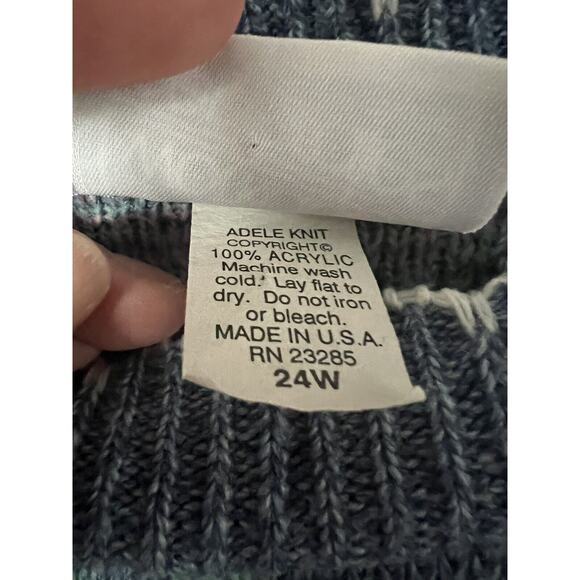 ADELE KNIT
COPYRIGHT©
100% ACRYLIC
Machine wash
cold. Lay flat to
dry. Do not iron
or bleach.
MADE IN U.S.A.
RN 23285
24W